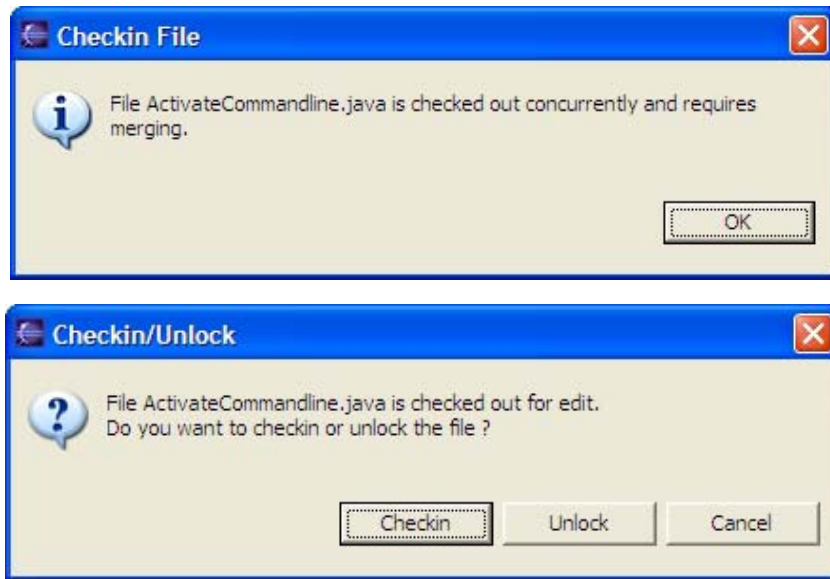 Checkin File
File ActivateCommandline.java is checked out concurrently and requires
merging.
OK
Checkin/Unlock
File ActivateCommandline.java is checked out for edit.
Do you want to checkin or unlock the file ?
Checkin
Unlock
Cancel